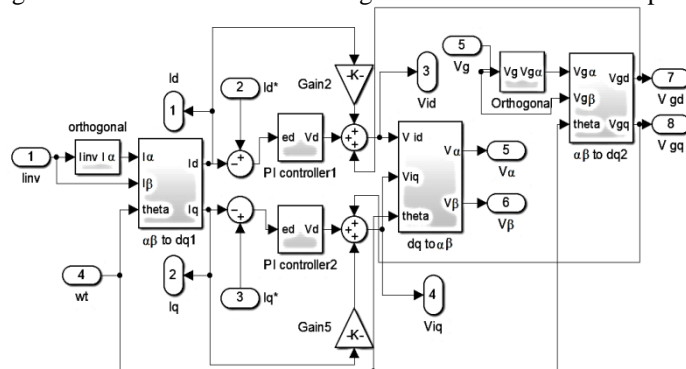 5
Vg
Vg Vgα
Orthogonal
Vgα
Vgβ
theta
Vgd
Vgq
αβ to dq2
7
V gd
8
V gq
Id
1
2
Id*
Gain2
-K-
3
Vid
orthogonal
1
Iinv
Iinv I α
Iα
Iβ
theta
Id
Iq
αβ to dq1
ed Vd
PI controller1
V id
Viq
theta
Vα
Vβ
dq to αβ
5
Vα
6
Vβ
ed Vd
PI controller2
4
wt
2
Iq
3
Iq*
Gain5
-K-
4
Viq